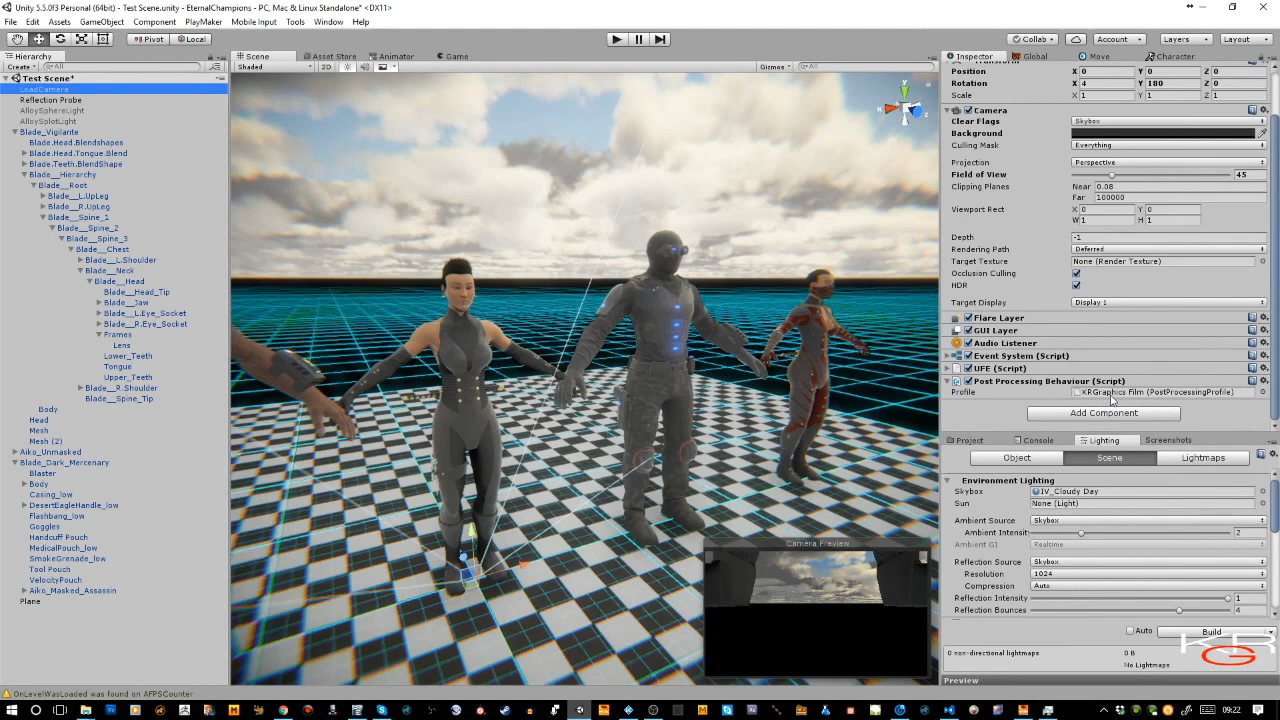 Unity 5.5.0f3 Personal (64bit) - Test Scene.unity - EternalChampions - PC, Mac & Linux Standalone* <DX11>
File Edit Assets GameObject Component PlayMaker Mobile Input Tools Window Help
Pivot Local Collab Account Layers Layout
Hierarchy
Create All
Test Scene*
LoadCamera
Reflection Probe
AlloySphereLight
AlloySplotLight
Blade_Vigilante
Blade.Head.Blendshapes
Blade.Head.Tongue.Blend
Blade.Teeth.BlendShape
Blade__Hierarchy
Blade__Root
Blade__L.UpLeg
Blade__R.UpLeg
Blade__Spine_1
Blade__Spine_2
Blade__Spine_3
Blade__Chest
Blade__L.Shoulder
Blade__Neck
Blade__Head
Blade__Head_Tip
Blade__Jaw
Blade__L.Eye_Socket
Blade__R.Eye_Socket
Frames
Lens
Lower_Teeth
Tongue
Upper_Teeth
Blade__R.Shoulder
Blade__Spine_Tip
Body
Head
Mesh
Mesh (2)
Aiko_Unmasked
Blade_Dark_Mercenary
Blaster
Body
Casing_low
DesertEagleHandle_low
Flashbang_low
Goggles
Handcuff Pouch
MedicalPouch_low
SmokeGrenade_low
Tool Pouch
VelocityPouch
Aiko_Masked_Assassin
Plane
Scene Asset Store Animator Game
Shaded 2D Gizmos All
y
x
z
Camera Preview
Inspector Global Move Character
Position X 0 Y 0 Z 0
Rotation X 4 Y 180 Z 0
Scale X 1 Y 1 Z 1
Camera
Clear Flags Skybox
Background
Culling Mask Everything
Projection Perspective
Field of View 45
Clipping Planes Near 0.08
Far 100000
Viewport Rect X 0 Y 0
W 1 H 1
Depth -1
Rendering Path Deferred
Target Texture None (Render Texture)
Occlusion Culling
HDR
Target Display Display 1
Flare Layer
GUI Layer
Audio Listener
Event System (Script)
UFE (Script)
Post Processing Behaviour (Script)
Profile KRGraphics Film (PostProcessingProfile)
Add Component
Project Console Lighting Screenshots
Object Scene Lightmaps
Environment Lighting
Skybox IV_Cloudy Day
Sun None (Light)
Ambient Source Skybox
Ambient Intensit 2
Ambient GI Realtime
Reflection Source Skybox
Resolution 1024
Compression Auto
Reflection Intensity 1
Reflection Bounces 4
Auto Build
0 non-directional lightmaps 0 B
No Lightmaps
KRG
Preview
OnLevelWasLoaded was found on AFPSCounter
09:22